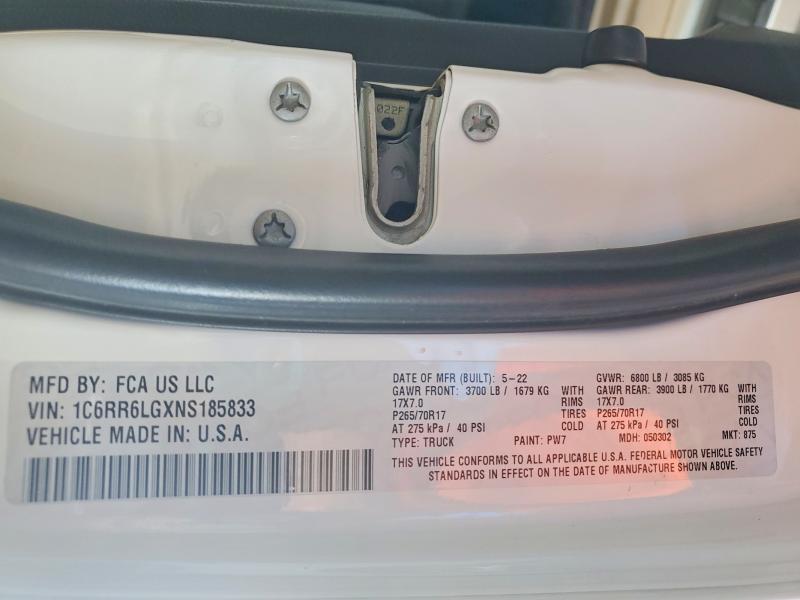 022F
MFD BY: FCA US LLC
VIN: 1C6RR6LGXNS185833
VEHICLE MADE IN: U.S.A.
DATE OF MFR (BUILT): 5-22 GVWR: 6800 LB / 3085 KG
GAWR FRONT: 3700 LB / 1679 KG WITH GAWR REAR: 3900 LB / 1770 KG WITH
17X7.0 RIMS 17X7.0 RIMS
P265/70R17 TIRES P265/70R17 TIRES
AT 275 kPa / 40 PSI COLD AT 275 kPa / 40 PSI COLD
TYPE: TRUCK PAINT: PW7 MDH: 050302 MKT: 875
THIS VEHICLE CONFORMS TO ALL APPLICABLE U.S.A. FEDERAL MOTOR VEHICLE SAFETY
STANDARDS IN EFFECT ON THE DATE OF MANUFACTURE SHOWN ABOVE.